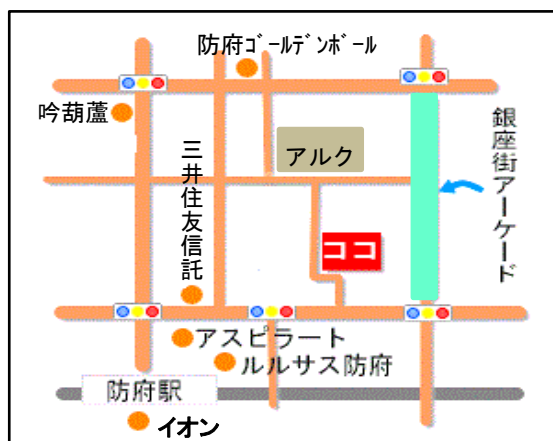 防府ｺﾞｰﾙﾃﾞﾝﾎﾞｰﾙ
吟葫蘆
アルク
三井住友信託
銀座街アーケード
ココ
アスピラート
ルルサス防府
防府駅
イオン